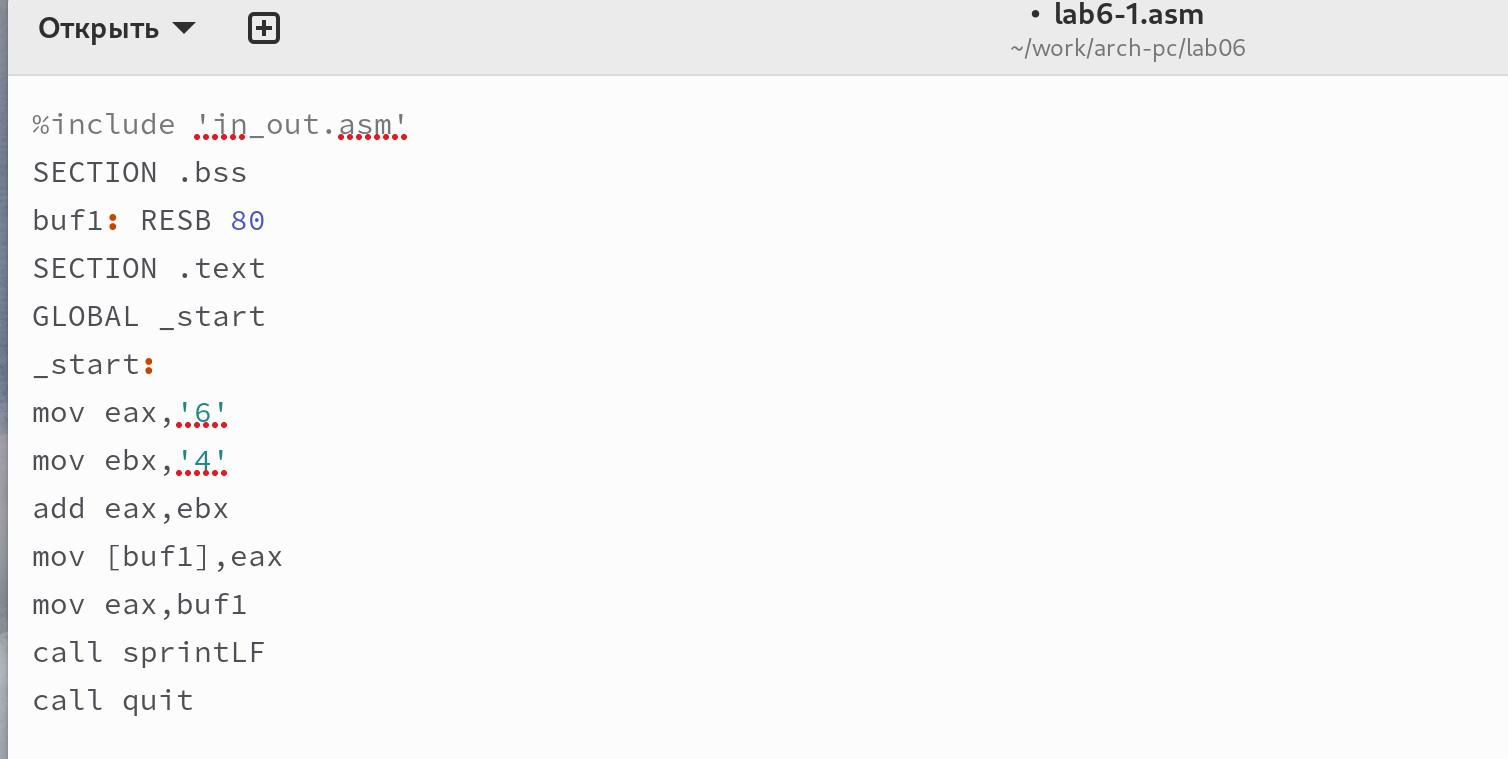 Открыть
• lab6-1.asm
~/work/arch-pc/lab06
%include 'in_out.asm'
SECTION .bss
buf1: RESB 80
SECTION .text
GLOBAL _start
_start:
mov eax,'6'
mov ebx,'4'
add eax,ebx
mov [buf1],eax
mov eax,buf1
call sprintLF
call quit